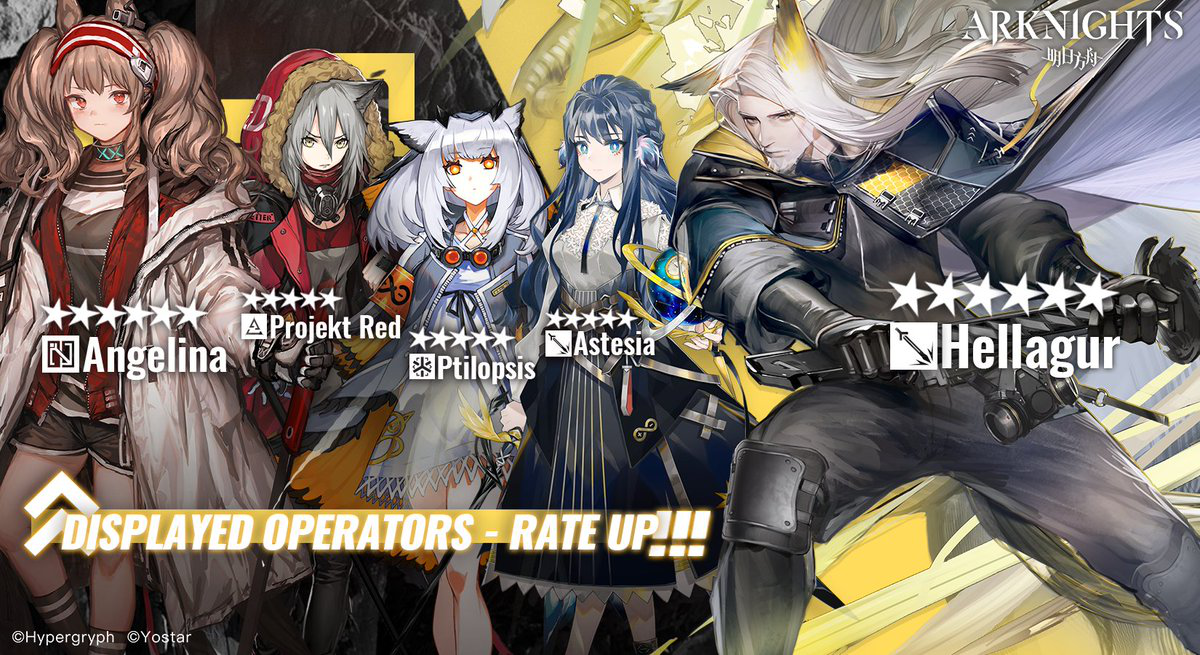 ARKNIGHTS
明日方舟
★★★★★★
Angelina
★★★★★
Projekt Red
★★★★★
Ptilopsis
★★★★★
Astesia
★★★★★★
Hellagur
DISPLAYED OPERATORS - RATE UP!!!
©Hypergryph ©Yostar